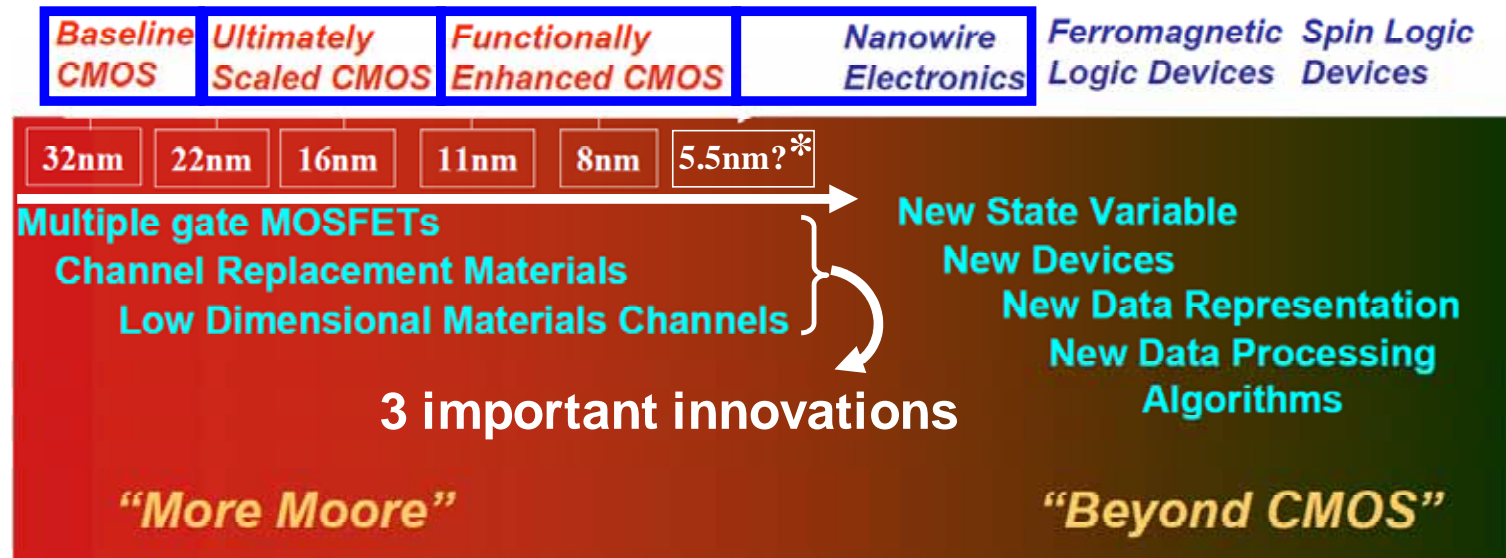 Baseline
CMOS
Ultimately
Scaled CMOS
Functionally
Enhanced CMOS
Nanowire
Electronics
Ferromagnetic
Logic Devices
Spin Logic
Devices
32nm
22nm
16nm
11nm
8nm
5.5nm?*
Multiple gate MOSFETs
Channel Replacement Materials
Low Dimensional Materials Channels
3 important innovations
New State Variable
New Devices
New Data Representation
New Data Processing
Algorithms
“More Moore”
“Beyond CMOS”